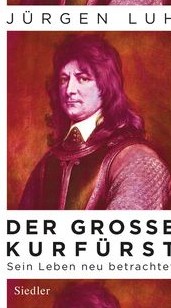 JÜRGEN LUH
DER GROSSE
KURFÜRST
Sein Leben neu betrachtet
Siedler